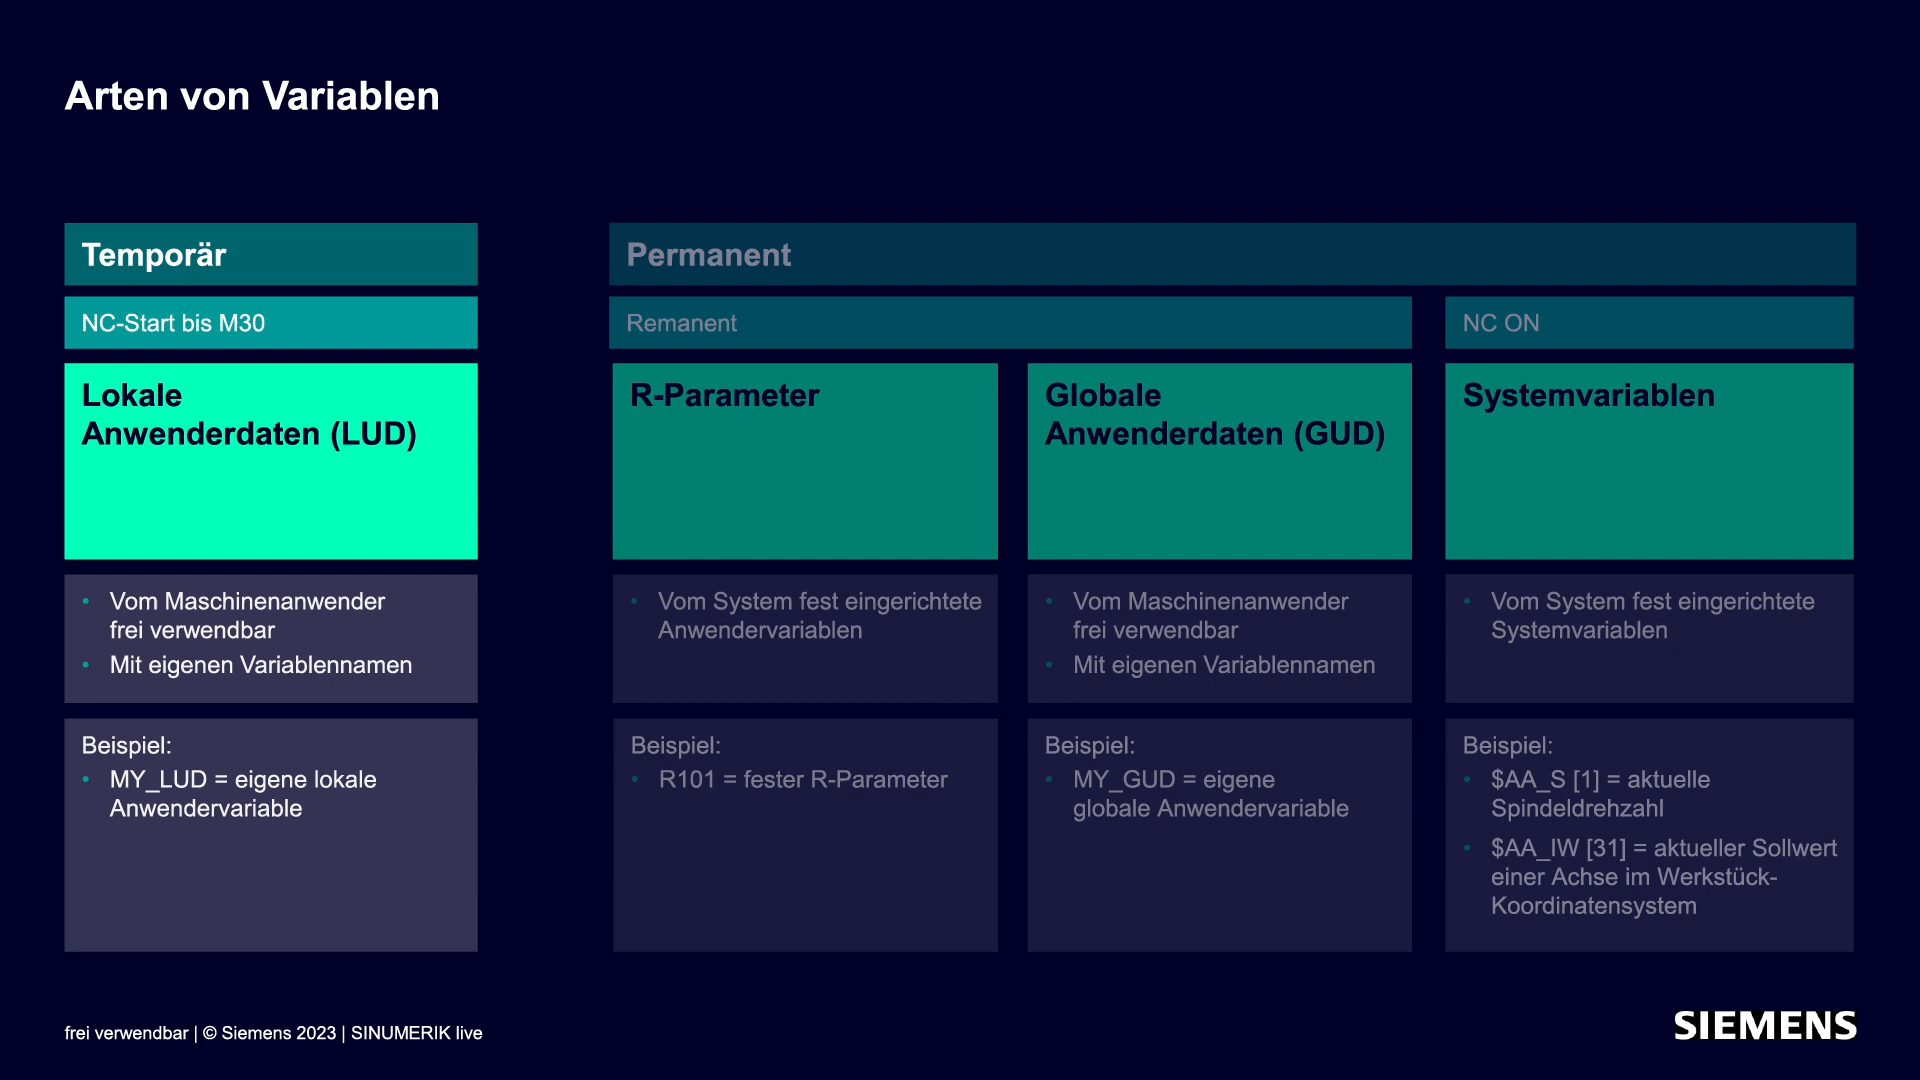 Arten von Variablen
Temporär
NC-Start bis M30
Lokale
Anwenderdaten (LUD)
• Vom Maschinenanwender
frei verwendbar
• Mit eigenen Variablennamen
Beispiel:
• MY_LUD = eigene lokale
Anwendervariable
Permanent
Remanent
R-Parameter
• Vom System fest eingerichtete
Anwendervariablen
Beispiel:
• R101 = fester R-Parameter
Globale
Anwenderdaten (GUD)
• Vom Maschinenanwender
frei verwendbar
• Mit eigenen Variablennamen
Beispiel:
• MY_GUD = eigene
globale Anwendervariable
NC ON
Systemvariablen
• Vom System fest eingerichtete
Systemvariablen
Beispiel:
• $AA_S [1] = aktuelle
Spindeldrehzahl
• $AA_IW [31] = aktueller Sollwert
einer Achse im Werkstück-
Koordinatensystem
frei verwendbar | © Siemens 2023 | SINUMERIK live
SIEMENS